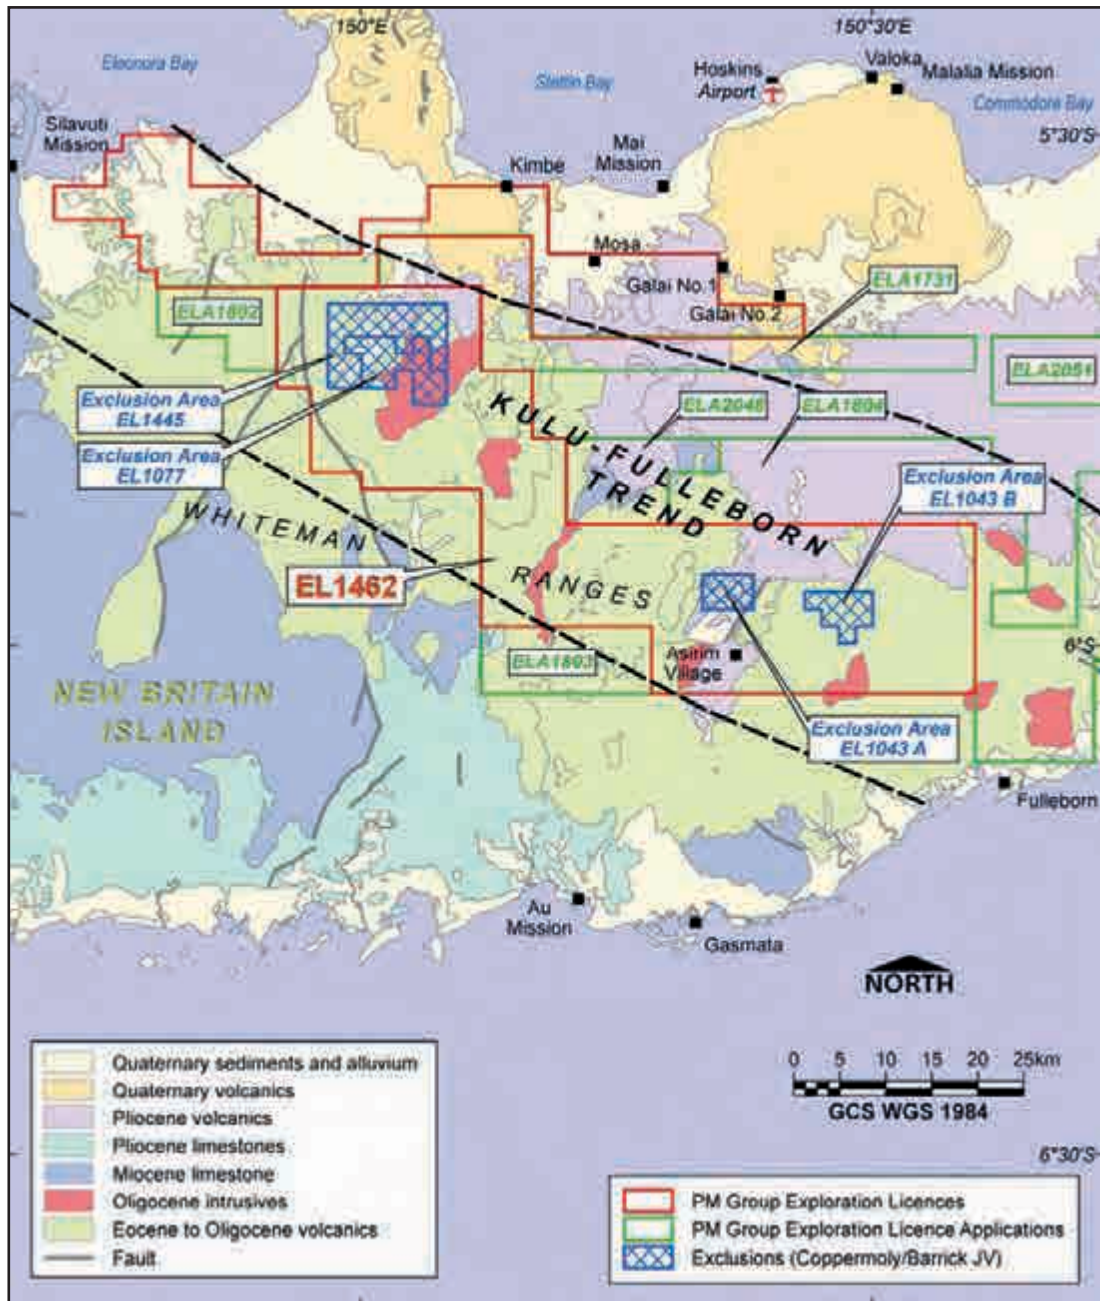 150°E
150°30'E
Eleonora Bay
Stettin Bay
Hoskins
Airport
Valoka
Malalia Mission
Commodore Bay
Silavuti
Mission
5°30'S
Mai
Mission
Kimbe
Mosa
Galai No.1
Galai No.2
ELA1731
ELA1802
ELA2051
Exclusion Area
EL1445
ELA2046
ELA1804
KULU-FULLEBORN
TREND
Exclusion Area
EL1077
Exclusion Area
EL1043 B
WHITEMAN
RANGES
EL1462
6°S
Asirim
Village
ELA1803
NEW BRITAIN
ISLAND
Exclusion Area
EL1043 A
Fulleborn
Au
Mission
Gasmata
NORTH
Quaternary sediments and alluvium
Quaternary volcanics
Pliocene volcanics
Pliocene limestones
Miocene limestone
Oligocene intrusives
Eocene to Oligocene volcanics
Fault
0 5 10 15 20 25km
GCS WGS 1984
6°30'S
PM Group Exploration Licences
PM Group Exploration Licence Applications
Exclusions (Coppermoly/Barrick JV)